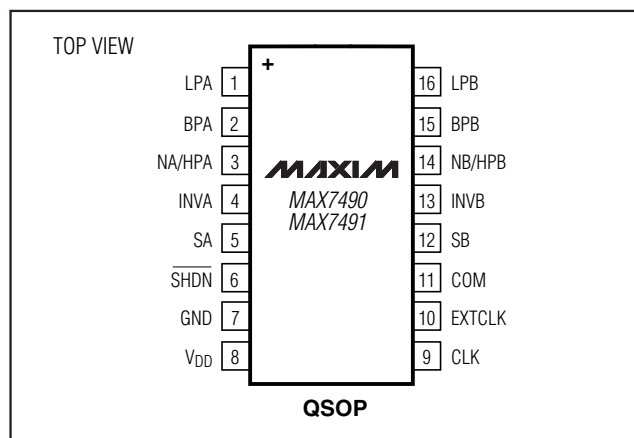 TOP VIEW
+
LPA 1 16 LPB
BPA 2 15 BPB
NA/HPA 3 14 NB/HPB
MAXIM
INVA 4 13 INVB
MAX7490
MAX7491
SA 5 12 SB
SHDN 6 11 COM
GND 7 10 EXTCLK
VDD 8 9 CLK
QSOP